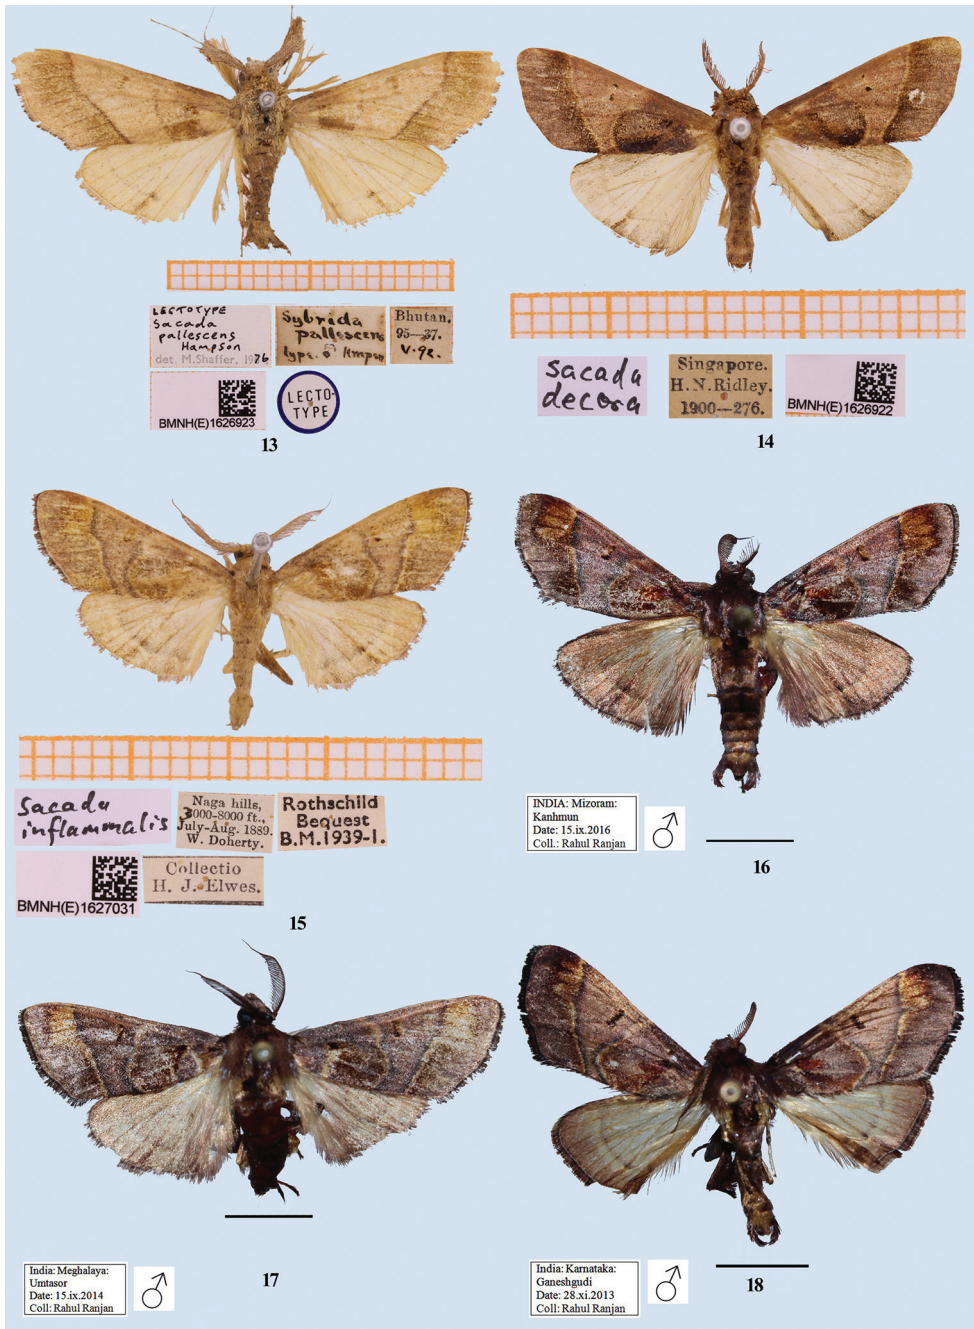 LECTOTYPE
Sacada
pallescens
Hampson
det. M.Shaffer, 1976
Sybrida
pallescens
type. ♂ Hmpsn
Bhutan.
95—37.
V·92.
BMNH(E)1626923
LECTO-
TYPE
13
Sacada
decora
Singapore.
H.N.Ridley.
1900—276.
BMNH(E)1626922
14
Sacada
inflammalis
Naga hills,
3000-8000 ft.,
July-Aug. 1889.
W. Doherty.
Rothschild
Bequest
B.M.1939-1.
BMNH(E)1627031
Collectio
H. J. Elwes.
15
INDIA: Mizoram:
Kanhmun
Date: 15.ix.2016
Coll.: Rahul Ranjan
♂
16
India: Meghalaya:
Umtasor
Date: 15.ix.2014
Coll: Rahul Ranjan
♂
17
India: Karnataka:
Ganeshgudi
Date: 28.xi.2013
Coll: Rahul Ranjan
♂
18